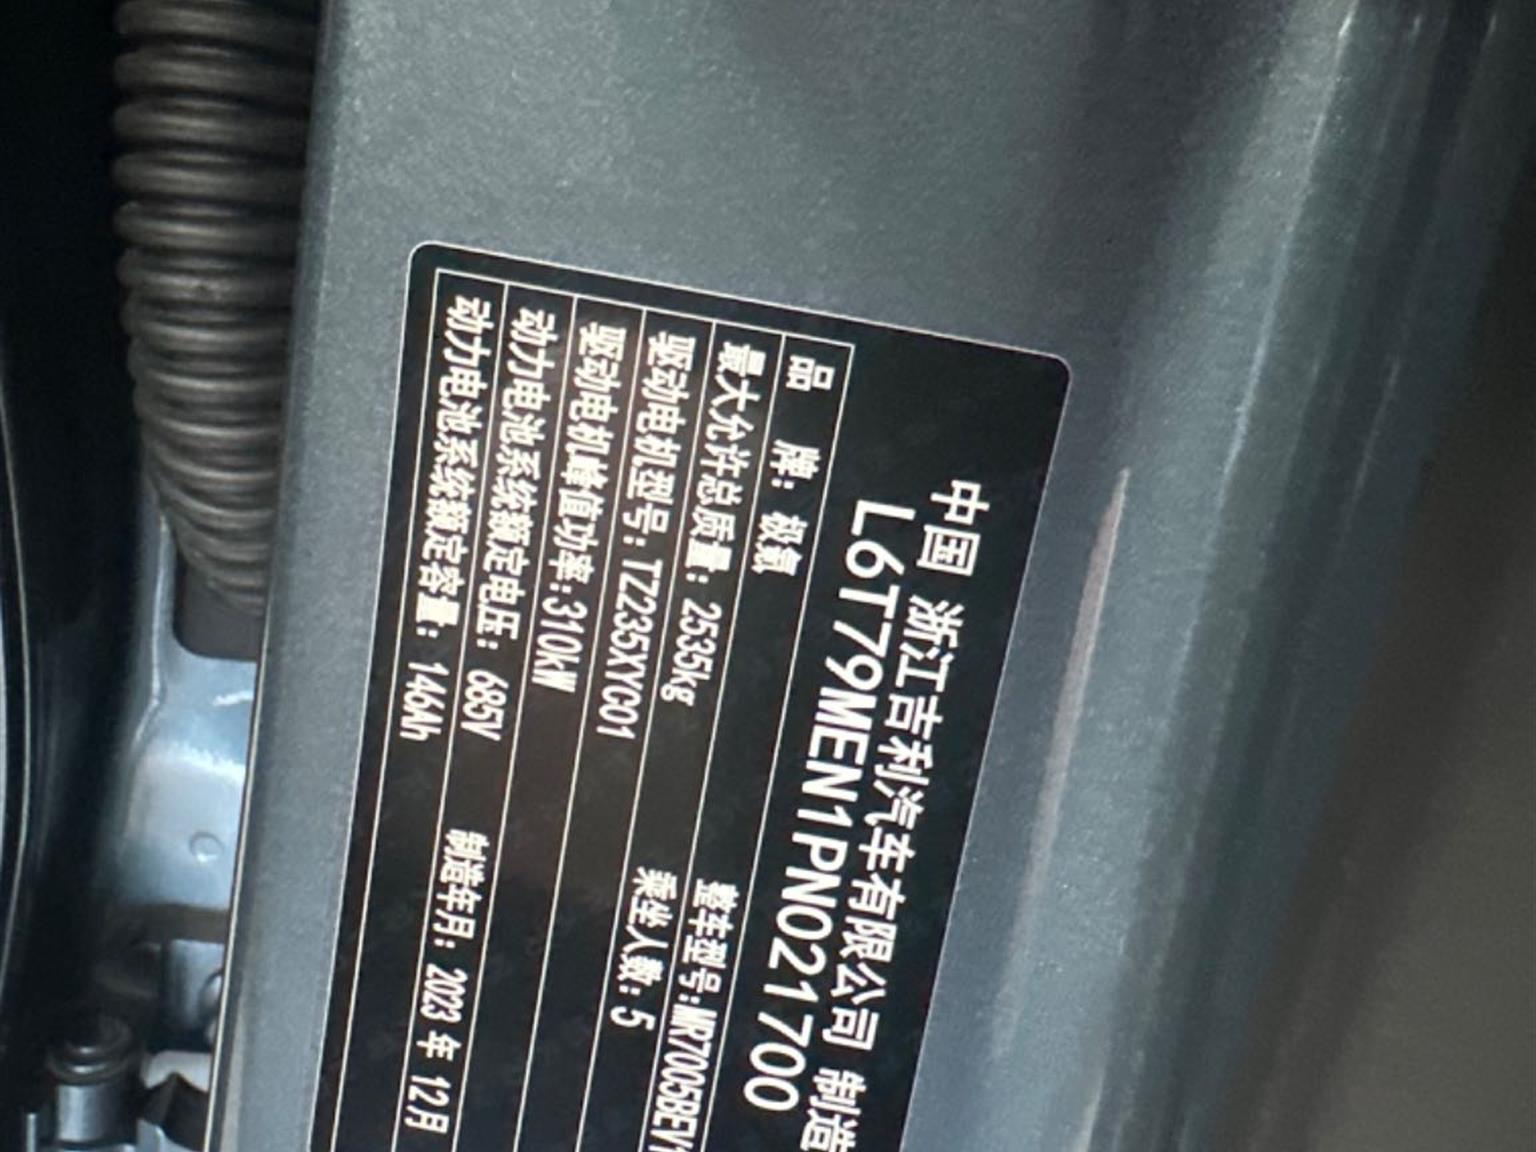 中国 浙江吉利汽车有限公司 制造
L6T79MEN1PN021700
品 牌: 极氪 整车型号:MR7005BEV1
最大允许总质量: 2535kg 乘坐人数: 5
驱动电机型号: TZ235XYC01
驱动电机峰值功率:310kW
动力电池系统额定电压: 685V
动力电池系统额定容量: 146Ah 制造年月: 2023 年 12月